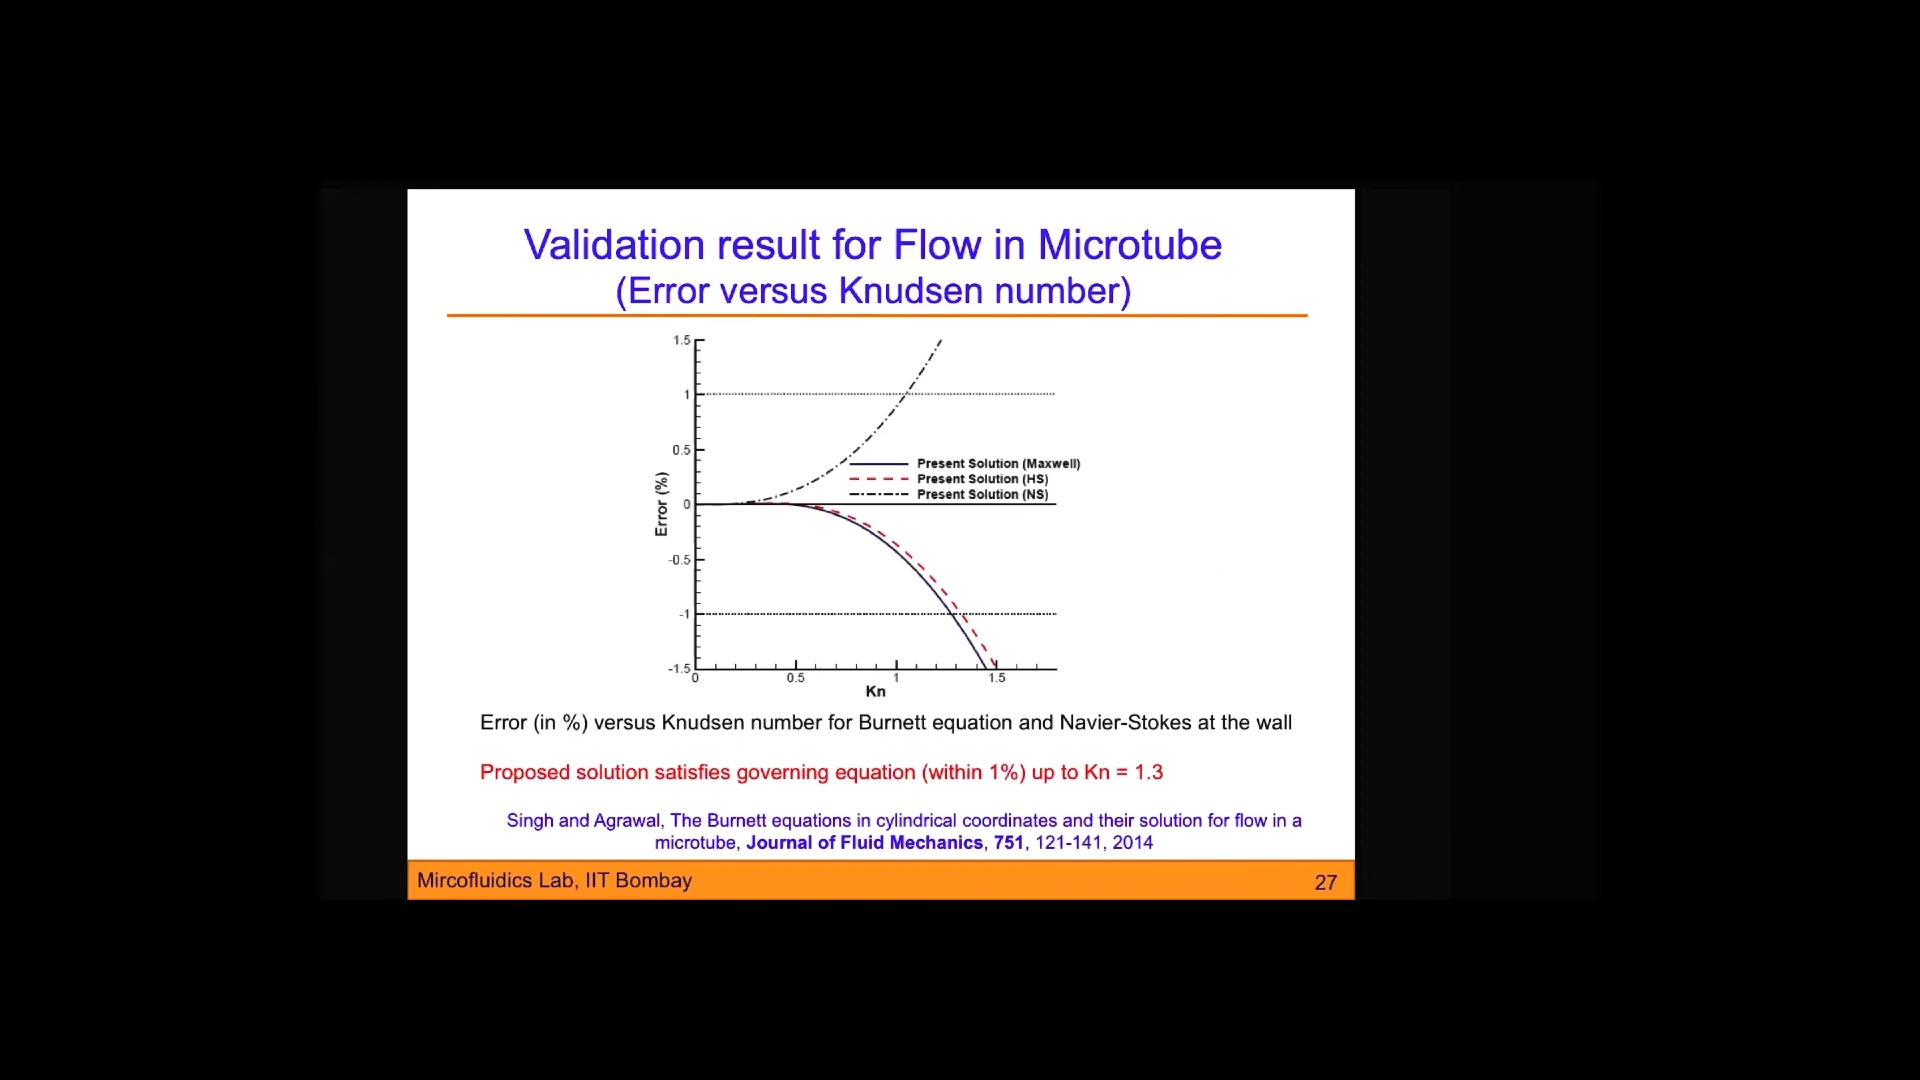 Validation result for Flow in Microtube
(Error versus Knudsen number)
1.5
1
0.5
0
-0.5
-1
-1.5
Error (%)
Present Solution (Maxwell)
Present Solution (HS)
Present Solution (NS)
0
0.5
1
1.5
Kn
Error (in %) versus Knudsen number for Burnett equation and Navier-Stokes at the wall
Proposed solution satisfies governing equation (within 1%) up to Kn = 1.3
Singh and Agrawal, The Burnett equations in cylindrical coordinates and their solution for flow in a
microtube, Journal of Fluid Mechanics, 751, 121-141, 2014
Mircofluidics Lab, IIT Bombay
27